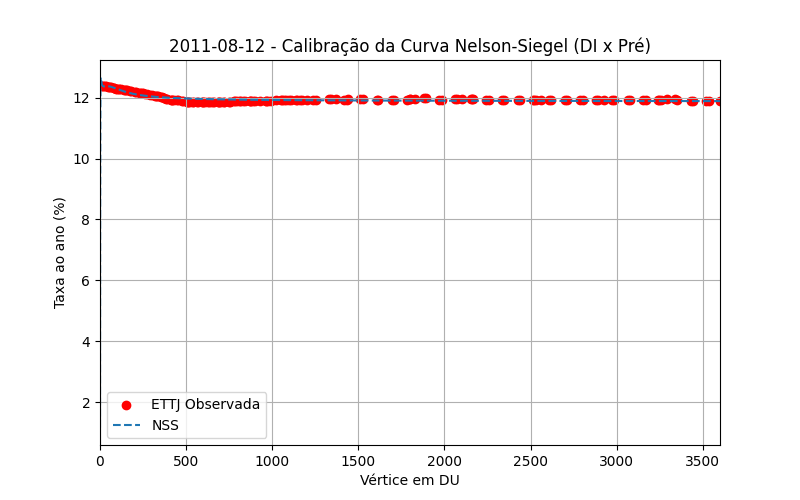 2011-08-12 - Calibração da Curva Nelson-Siegel (DI x Pré)
Taxa ao ano (%)
12
10
8
6
4
2
ETTJ Observada
NSS
0 500 1000 1500 2000 2500 3000 3500
Vértice em DU